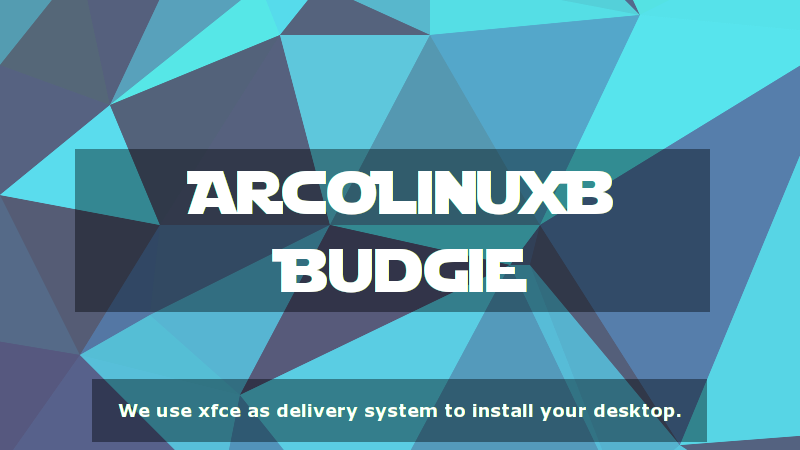 ARCOLINUXB
BUDGIE
We use xfce as delivery system to install your desktop.